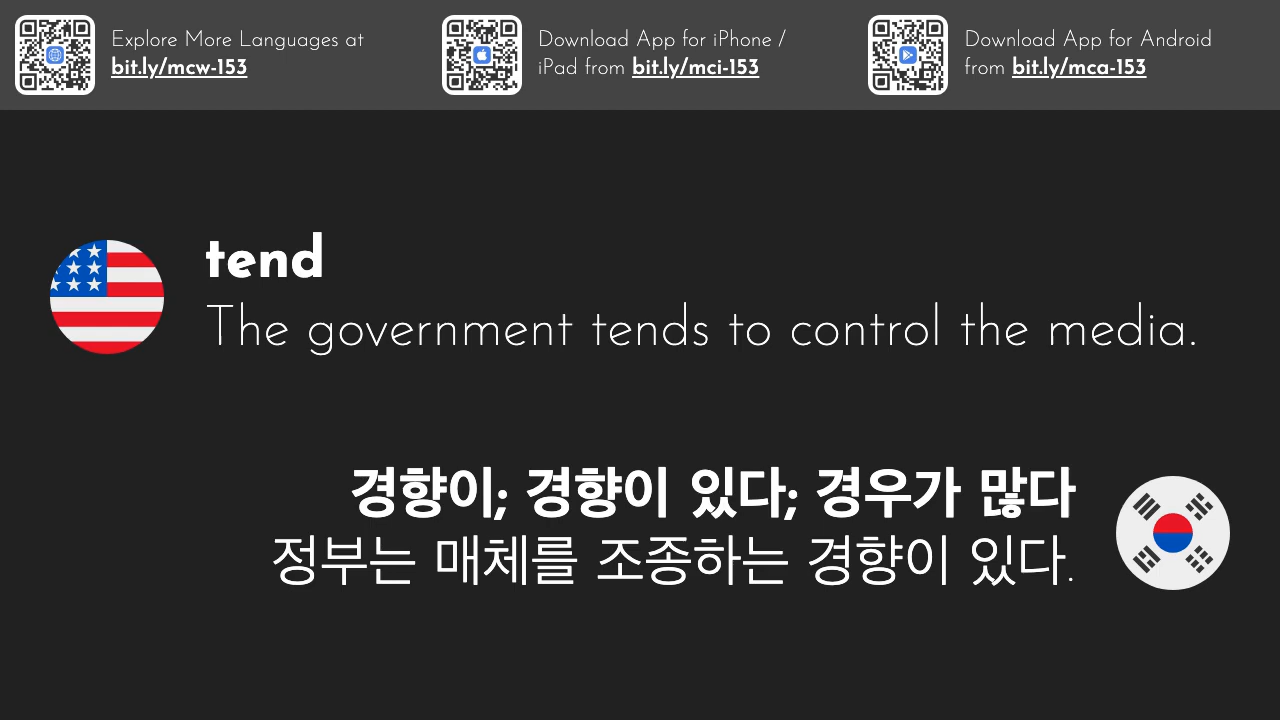 Explore More Languages at
bit.ly/mcw-153
Download App for iPhone /
iPad from bit.ly/mci-153
Download App for Android
from bit.ly/mca-153
tend
The government tends to control the media.
경향이; 경향이 있다; 경우가 많다
정부는 매체를 조종하는 경향이 있다.